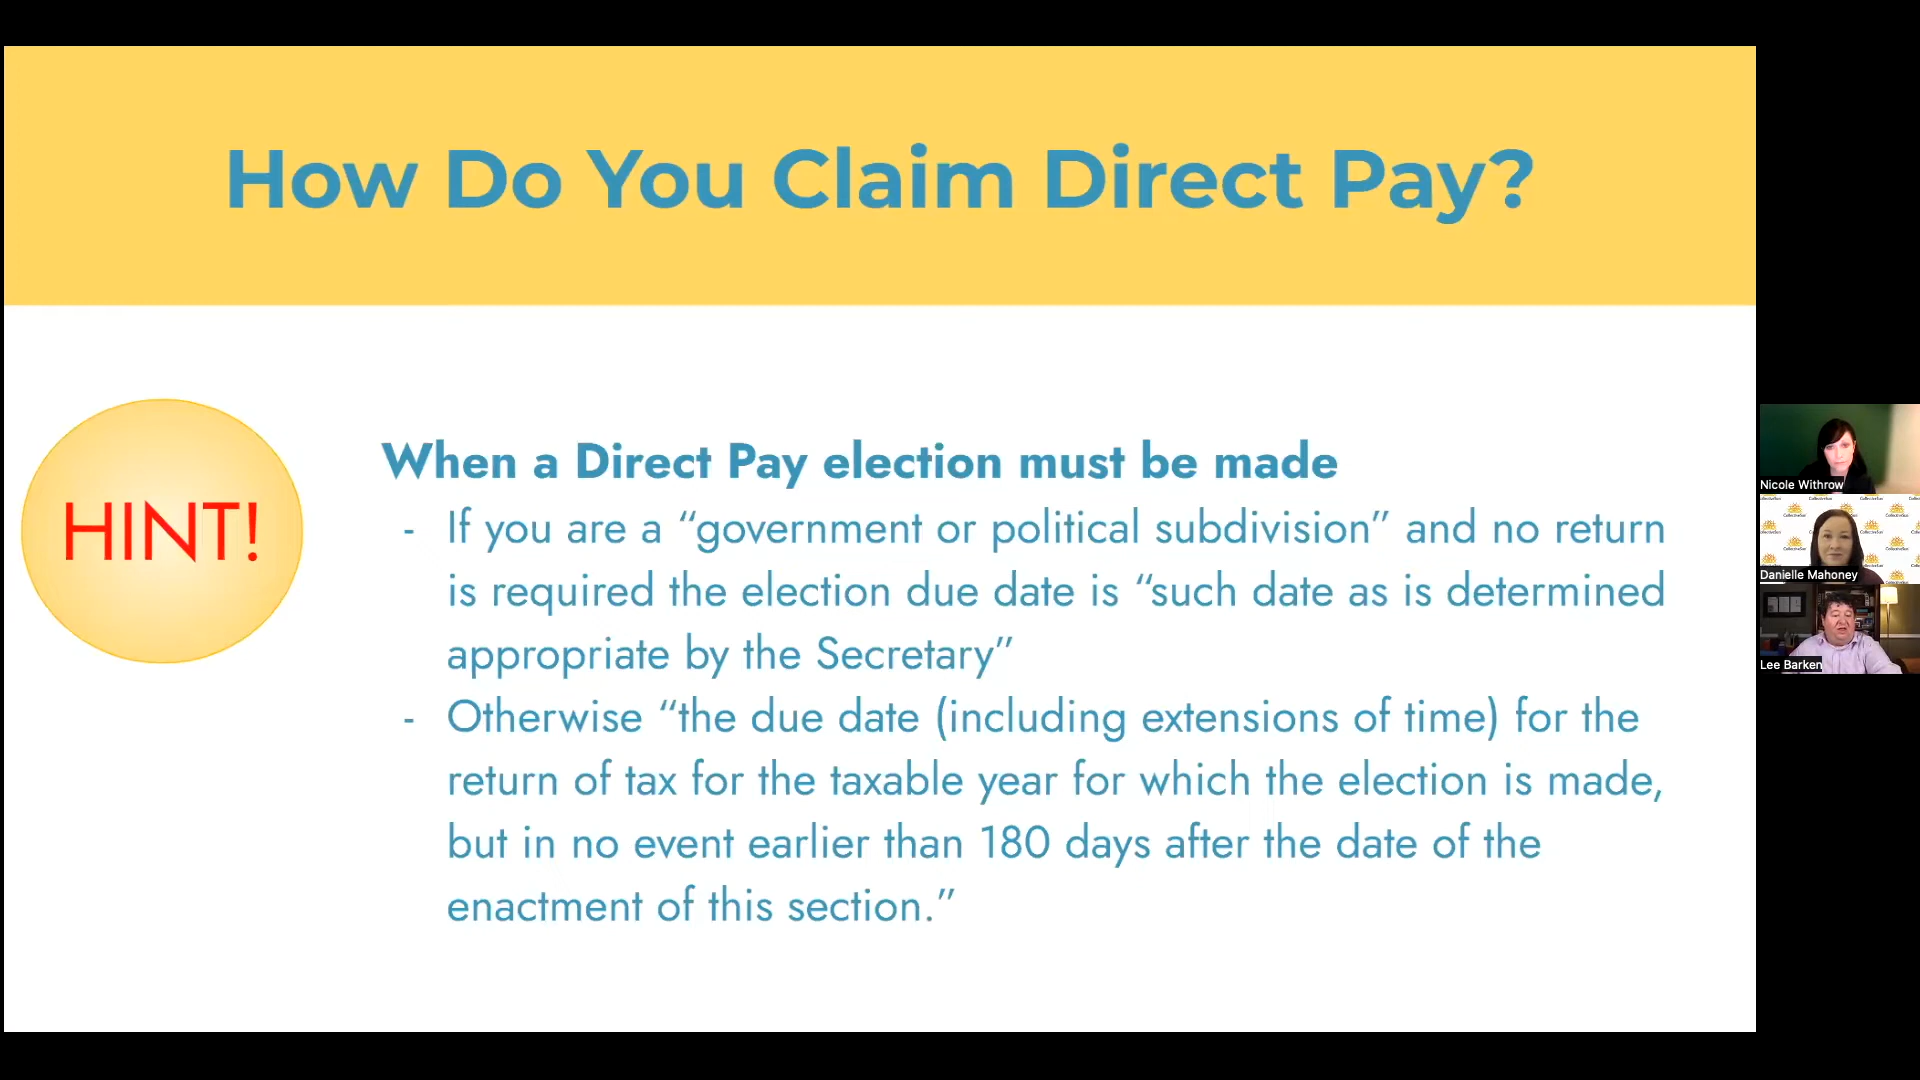 How Do You Claim Direct Pay?
HINT!
When a Direct Pay election must be made
- If you are a “government or political subdivision” and no return
is required the election due date is “such date as is determined
appropriate by the Secretary”
- Otherwise “the due date (including extensions of time) for the
return of tax for the taxable year for which the election is made,
but in no event earlier than 180 days after the date of the
enactment of this section.”
Nicole Withrow
Danielle Mahoney
Lee Barken